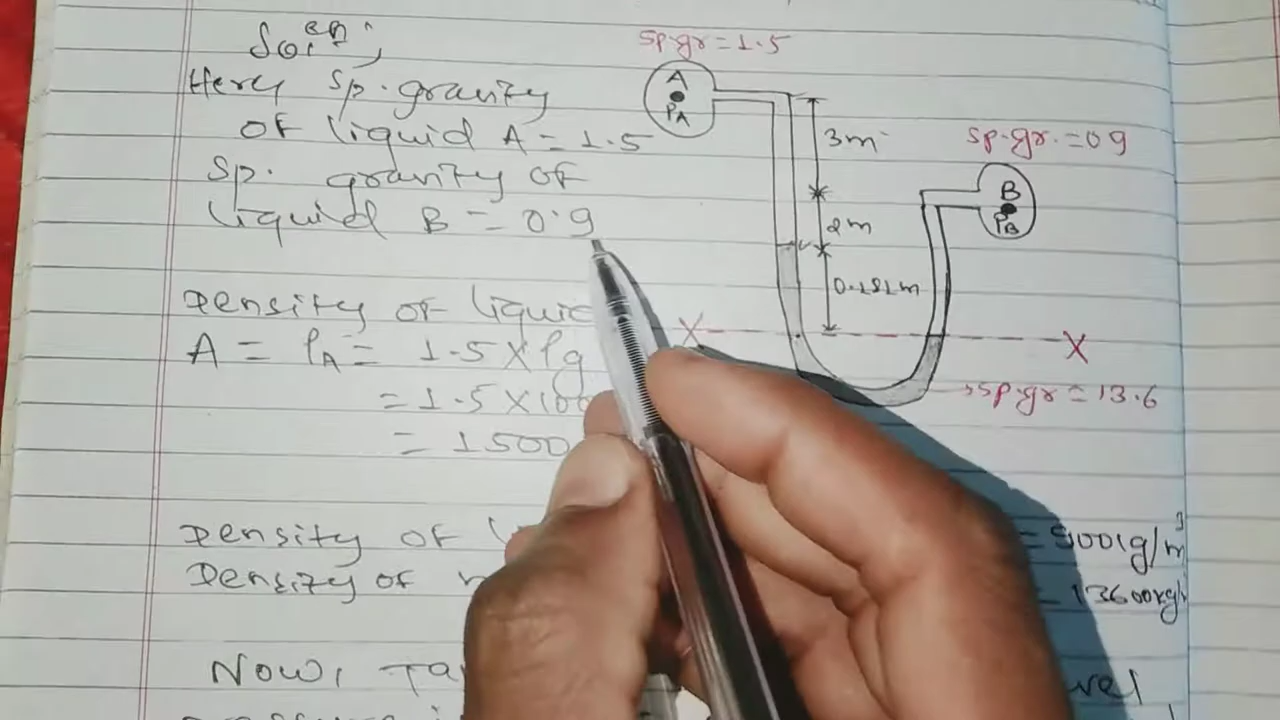 Solⁿ,
Here Sp. gravity
of liquid A = 1.5
Sp. gravity of
liquid B = 0.9
Density of liquid
A = ρA = 1.5 × ρg
= 1.5 × 100
= 1500
Density of
Density of
Now, Ta
sp.gr = 1.5
A
PA
3m
sp.gr. = 0.9
B
PB
2m
0.181m
X X
sp.gr = 13.6
= 900kg/m³
= 13600kg/
vel